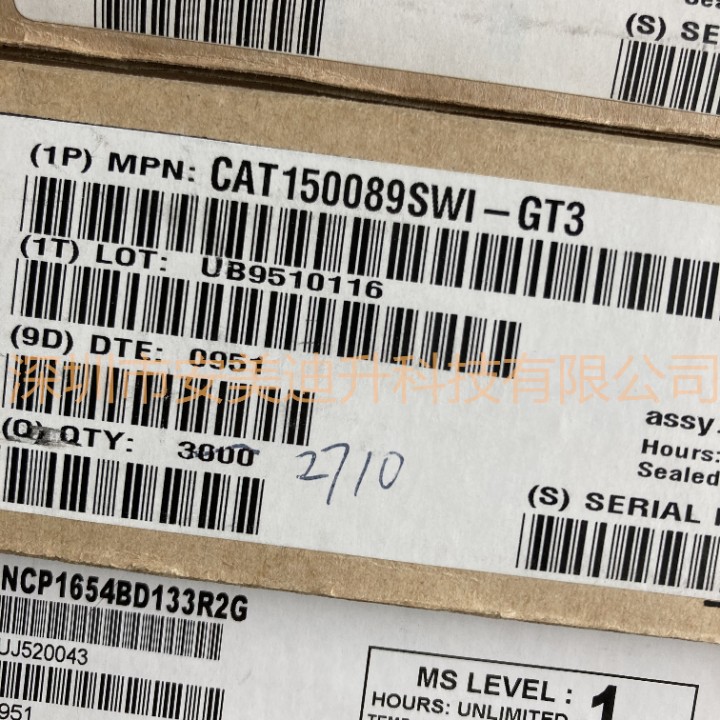 (S) SE
(1P) MPN: CAT150089SWI-GT3
(1T) LOT: UB9510116
(9D) DTE: 0951
深圳市安美迪升科技有限公司
(Q) QTY: 3000 2710
assy.
Hours:
Sealed
(S) SERIAL
NCP1654BD133R2G
UJ520043
951
MS LEVEL : 1
HOURS: UNLIMITED